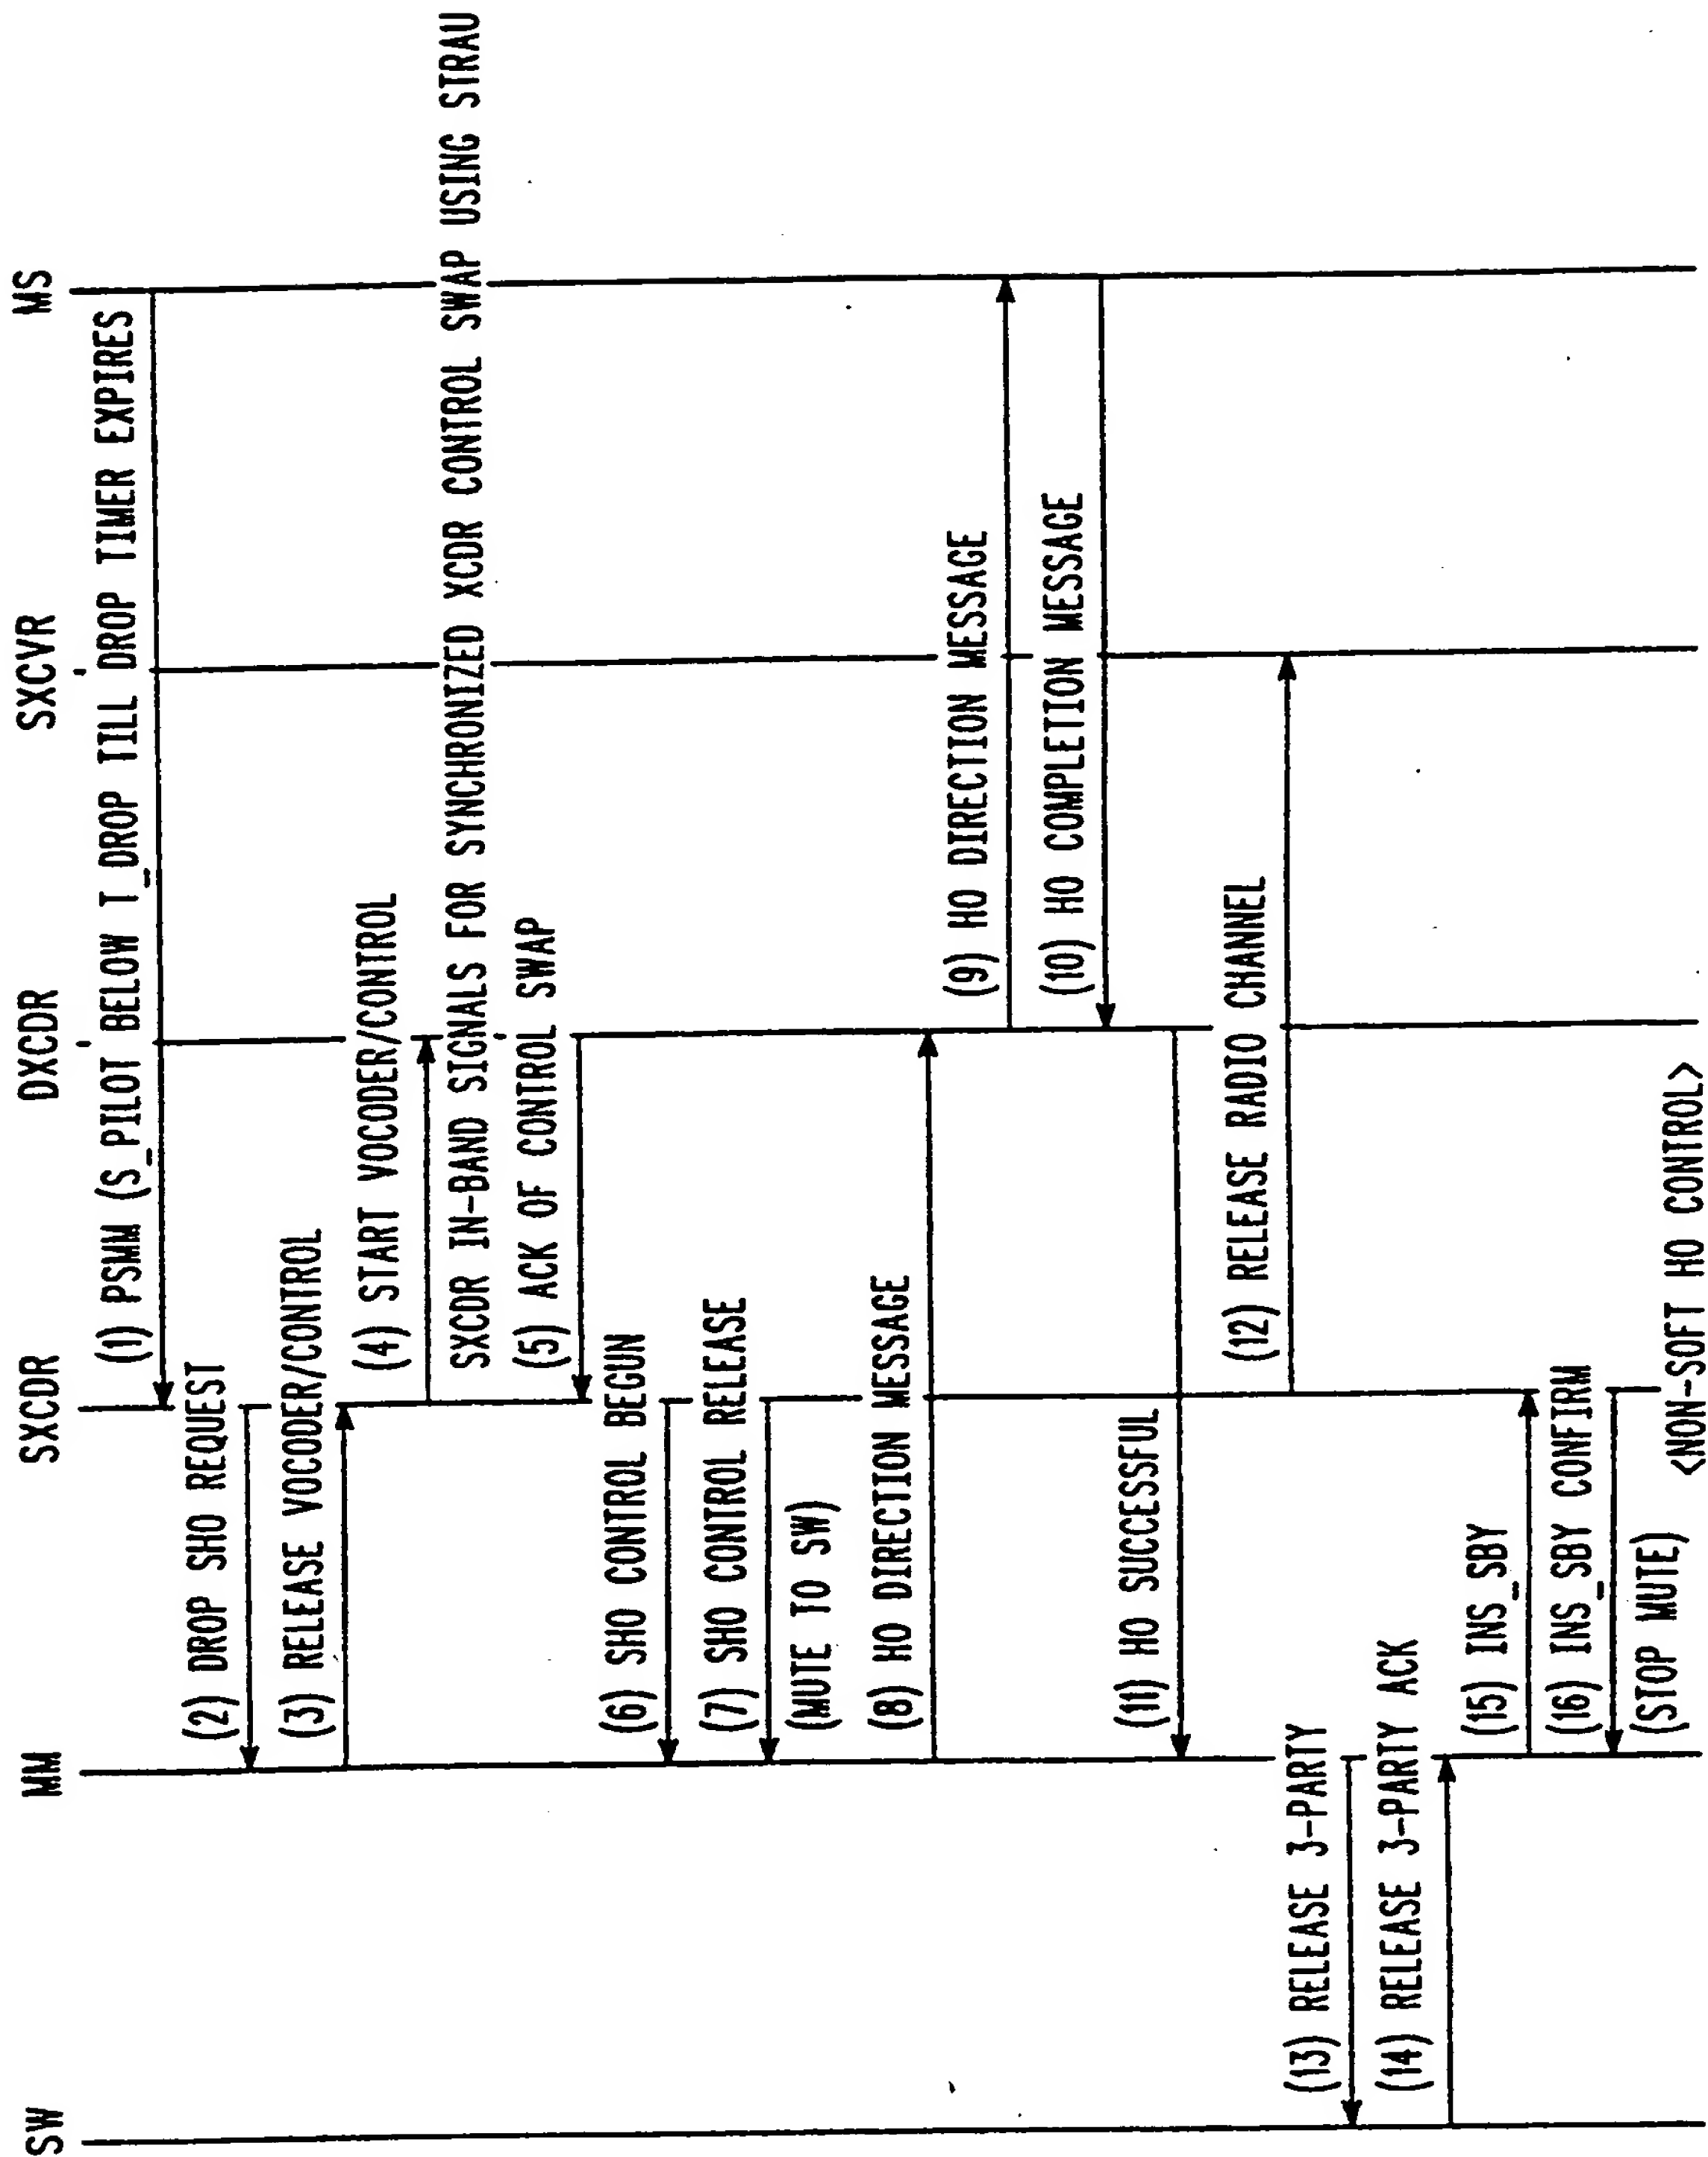 SW MM SXCDR DXCDR SXCVR MS
(1) PSMM (S_PILOT BELOW T_DROP TILL DROP TIMER EXPIRES
(2) DROP SHO REQUEST
(3) RELEASE VOCODER/CONTROL
(4) START VOCODER/CONTROL
SXCDR IN-BAND SIGNALS FOR SYNCHRONIZED XCDR CONTROL SWAP USING STRAU
(5) ACK OF CONTROL SWAP
(6) SHO CONTROL BEGUN
(7) SHO CONTROL RELEASE
(MUTE TO SW)
(8) HO DIRECTION MESSAGE
(9) HO DIRECTION MESSAGE
(10) HO COMPLETION MESSAGE
(11) HO SUCCESSFUL
(12) RELEASE RADIO CHANNEL
(13) RELEASE 3-PARTY
(14) RELEASE 3-PARTY ACK
(15) INS_SBY
(16) INS_SBY CONFIRM
(STOP MUTE)
<NON-SOFT HO CONTROL>